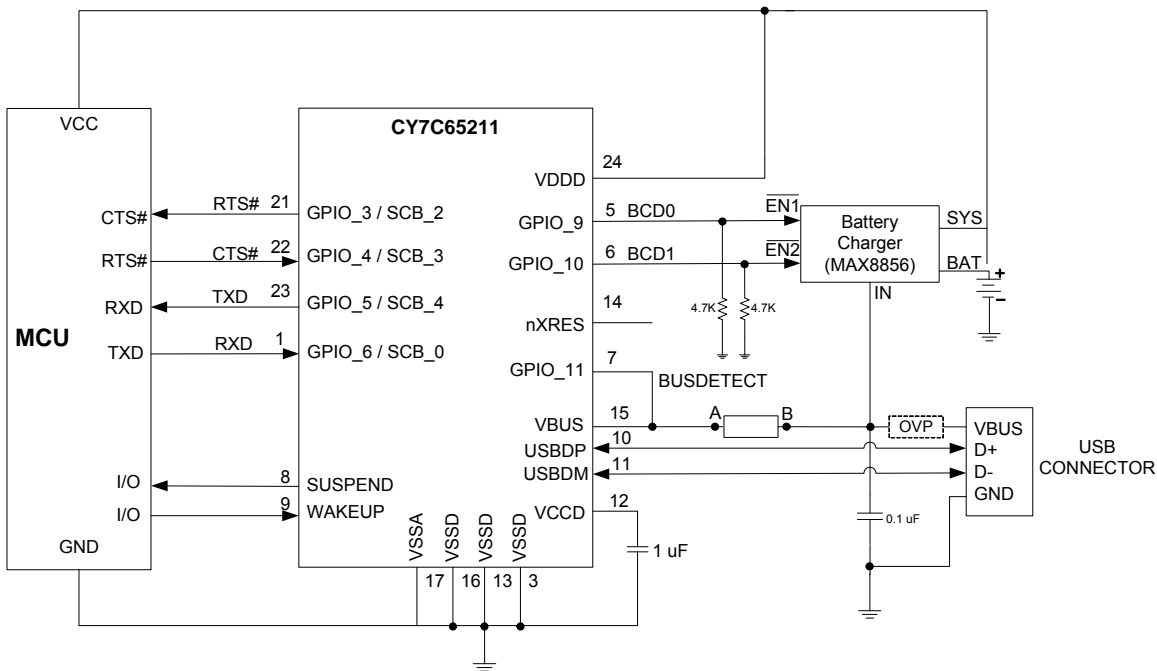 VCC
CY7C65211
24
VDDD
CTS#
RTS#
21
GPIO_3 / SCB_2
GPIO_9
5
BCD0
EN1
Battery
Charger
(MAX8856)
SYS
BAT
IN
+
-
RTS#
CTS#
22
GPIO_4 / SCB_3
GPIO_10
6
BCD1
EN2
4.7K
4.7K
RXD
TXD
23
GPIO_5 / SCB_4
nXRES
14
MCU
TXD
RXD
1
GPIO_6 / SCB_0
GPIO_11
7
BUSDETECT
VBUS
15
A
B
OVP
VBUS
D+
D-
GND
USB
CONNECTOR
USBDP
10
USBDM
11
I/O
8
SUSPEND
I/O
9
WAKEUP
VCCD
12
1 uF
0.1 uF
GND
VSSA
VSSD
VSSD
VSSD
17
16
13
3